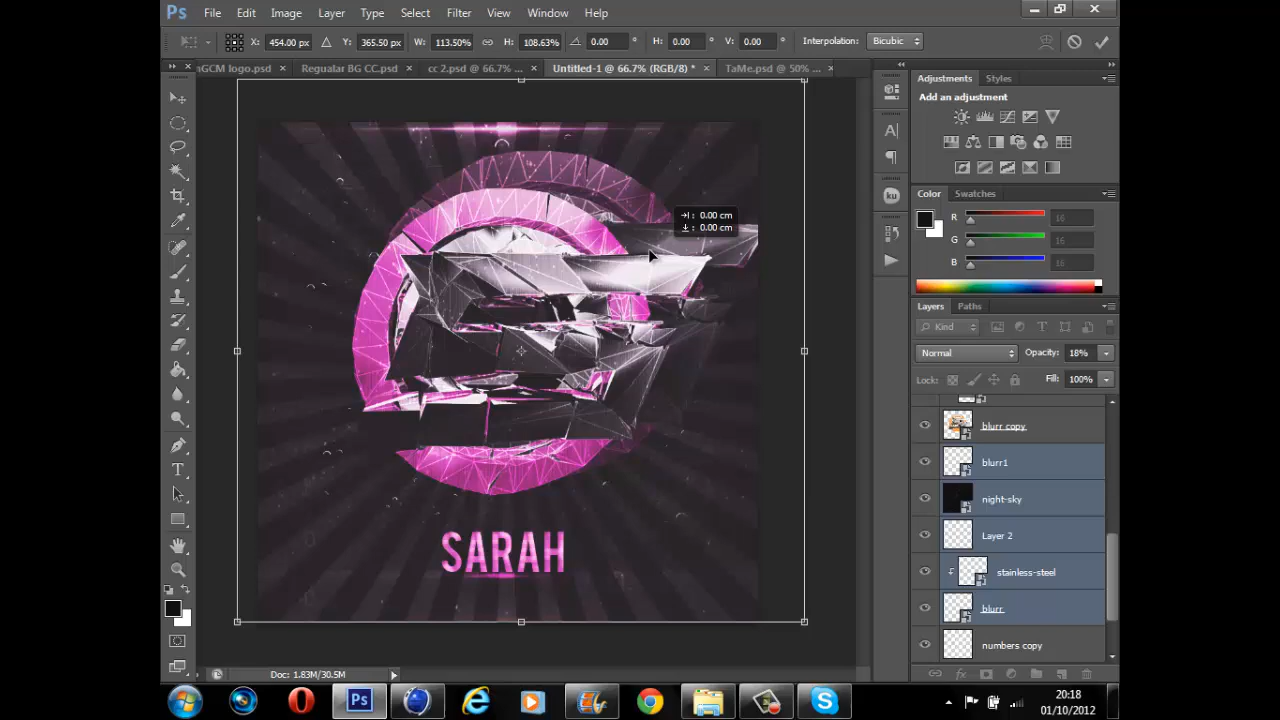 Ps File Edit Image Layer Type Select Filter View Window Help
X: 454.00 px Y: 365.50 px W: 113.50% H: 108.63% 0.00 ° H: 0.00 ° V: 0.00 ° Interpolation: Bicubic
GCM logo.psd × Regualar BG CC.psd × cc 2.psd @ 66.7% ... × Untitled-1 @ 66.7% (RGB/8) * × TaMe.psd @ 50% ... ×
Adjustments Styles
Add an adjustment
Color Swatches
R 16
G 16
B 16
Layers Paths
Kind
Normal Opacity: 18%
Lock: Fill: 100%
blurr copy
blurr1
night-sky
Layer 2
stainless-steel
blurr
numbers copy
: 0.00 cm
: 0.00 cm
SARAH
Doc: 1.83M/30.5M
20:18
01/10/2012